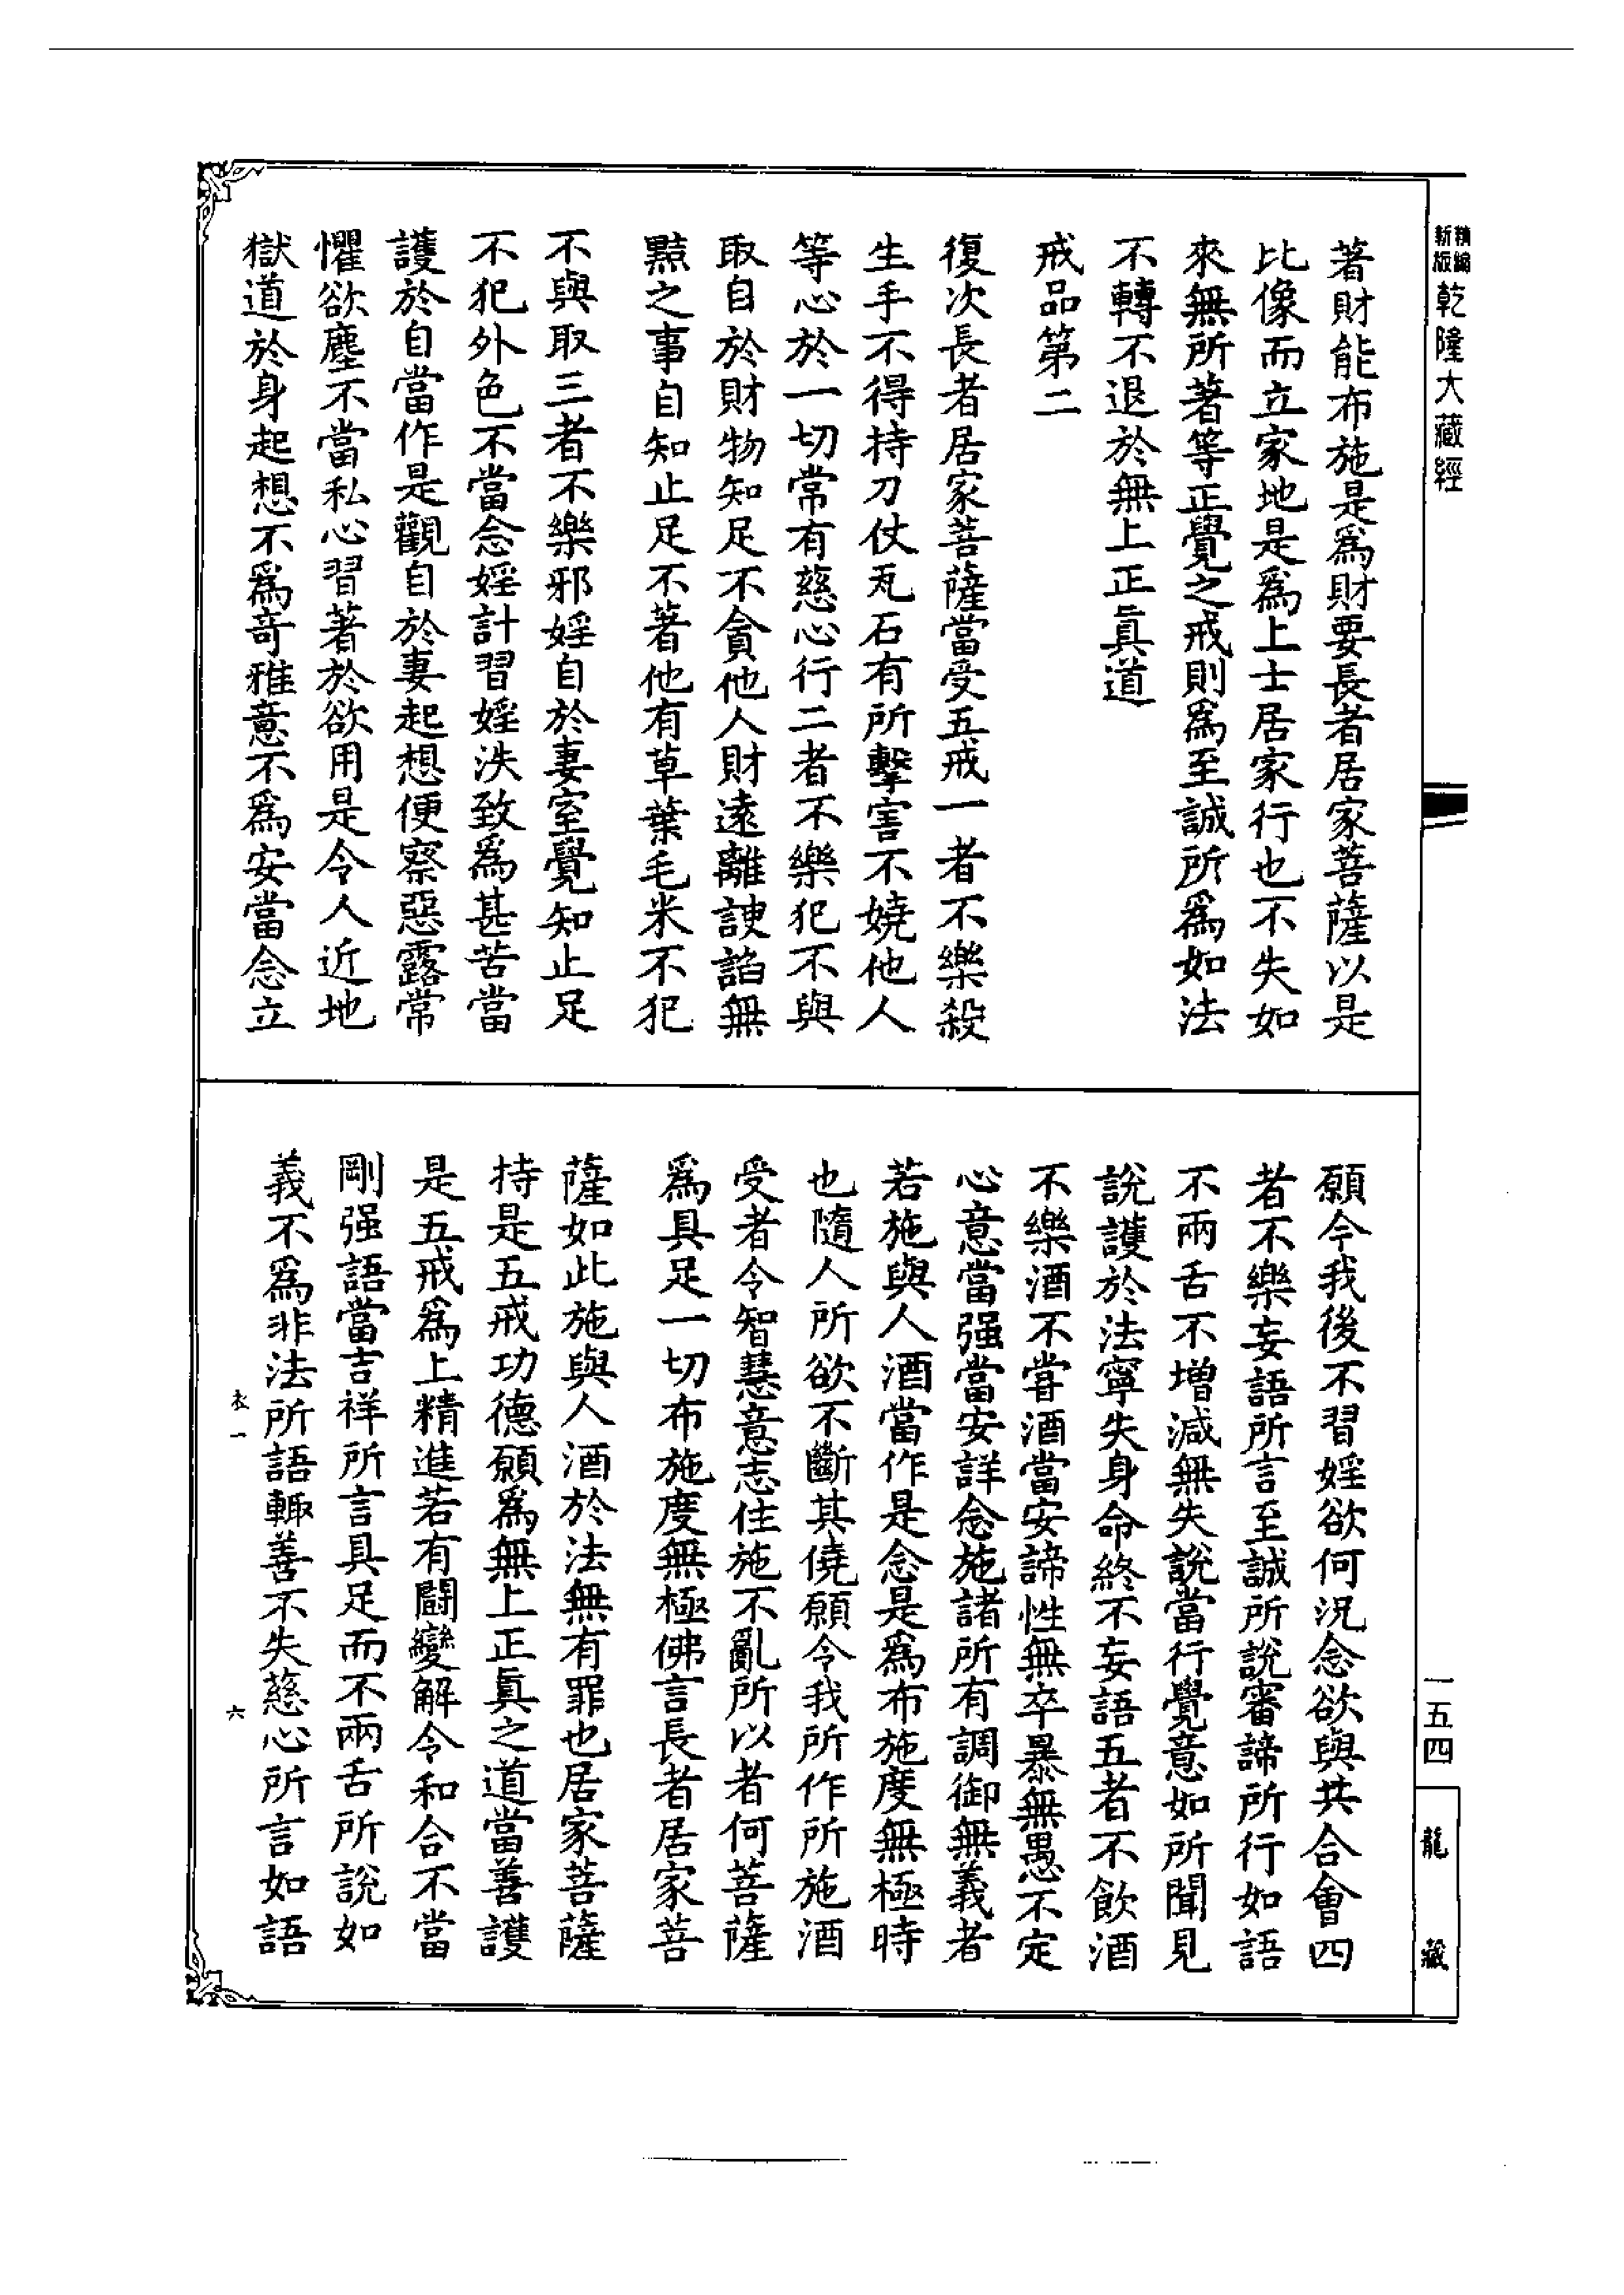 新編
新版
乾隆大藏經
著財能布施是爲財要長者居家菩薩以是
比像而立家地是爲上士居家行也不失如
來無所著等正覺之戒則爲至誠所爲如法
不轉不退於無上正眞道
戒品第二
復次長者居家菩薩當受五戒一者不樂殺
生手不得持刀仗瓦石有所擊害不嬈他人
等心於一切常有慈心行二者不樂犯不與
取自於財物知足不貪他人財遠離諛諂無
黠之事自知止足不著他有草葉毛米不犯
不與取三者不樂邪婬自於妻室覺知止足
不犯外色不當念婬計習婬泆致爲甚苦當
護於自當作是觀自於妻起想便察惡露常
懼欲塵不當私心習著於欲用是令人近地
獄道於身起想不爲奇雅意不爲安當念立
願今我後不習婬欲何況念欲與共合會四
者不樂妄語所言至誠所說審諦所行如語
不兩舌不增減無失說當行覺意如所聞見
說護於法寧失身命終不妄語五者不飲酒
不樂酒不甞酒當安諦性無卒暴無愚不定
心意當强當安詳念施諸所有調御無義者
若施與人酒當作是念是爲布施度無極時
也隨人所欲不斷其僥願令我所作所施酒
受者令智慧意志住施不亂所以者何菩薩
爲具足一切布施度無極佛言長者居家菩
薩如此施與人酒於法無有罪也居家菩薩
持是五戒功德願爲無上正眞之道當善護
是五戒爲上精進若有鬭變解令和合不當
剛强語當吉祥所言具足而不兩舌所說如
義不爲非法所語輙善不失慈心所言如語
衣一
六
一五四
龍藏